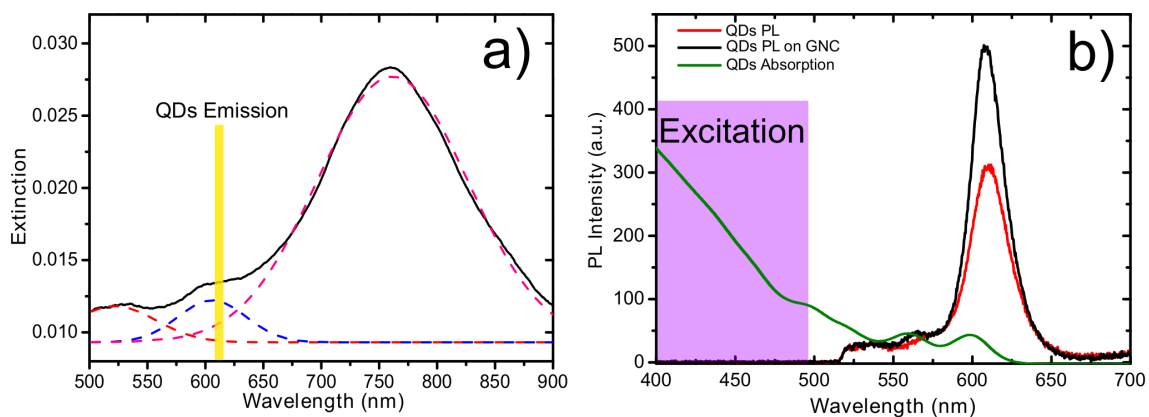 a)
QDs Emission
0.030
0.025
0.020
0.015
0.010
Extinction
500 550 600 650 700 750 800 850 900
Wavelength (nm)
b)
QDs PL
QDs PL on GNC
QDs Absorption
Excitation
500
400
300
200
100
0
PL Intensity (a.u.)
400 450 500 550 600 650 700
Wavelength (nm)